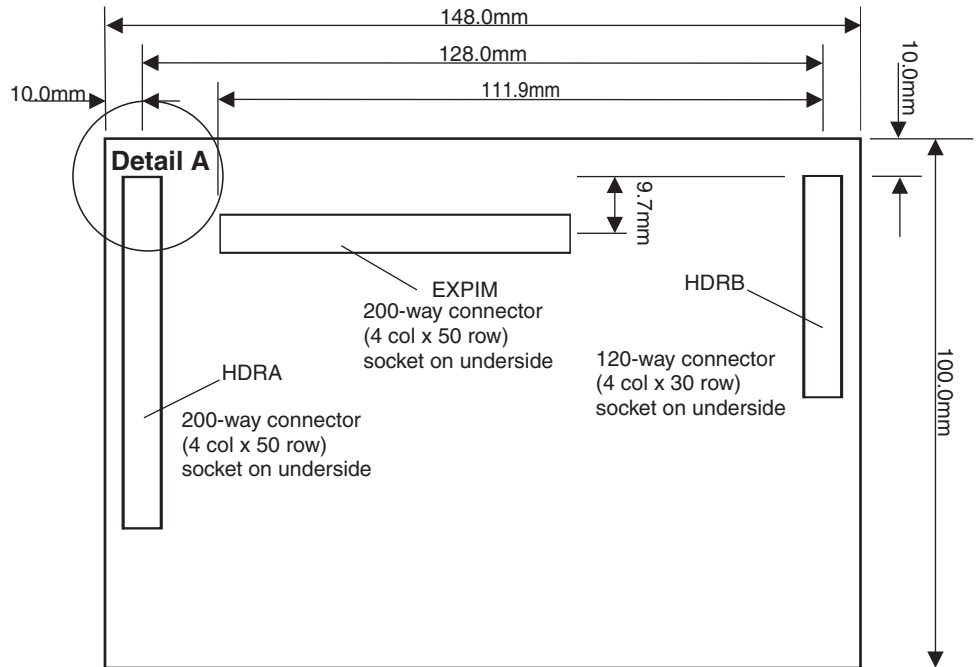 148.0mm
128.0mm
10.0mm
111.9mm
10.0mm
Detail A
9.7mm
EXPIM
200-way connector
(4 col x 50 row)
socket on underside
HDRB
120-way connector
(4 col x 30 row)
socket on underside
HDRA
200-way connector
(4 col x 50 row)
socket on underside
100.0mm